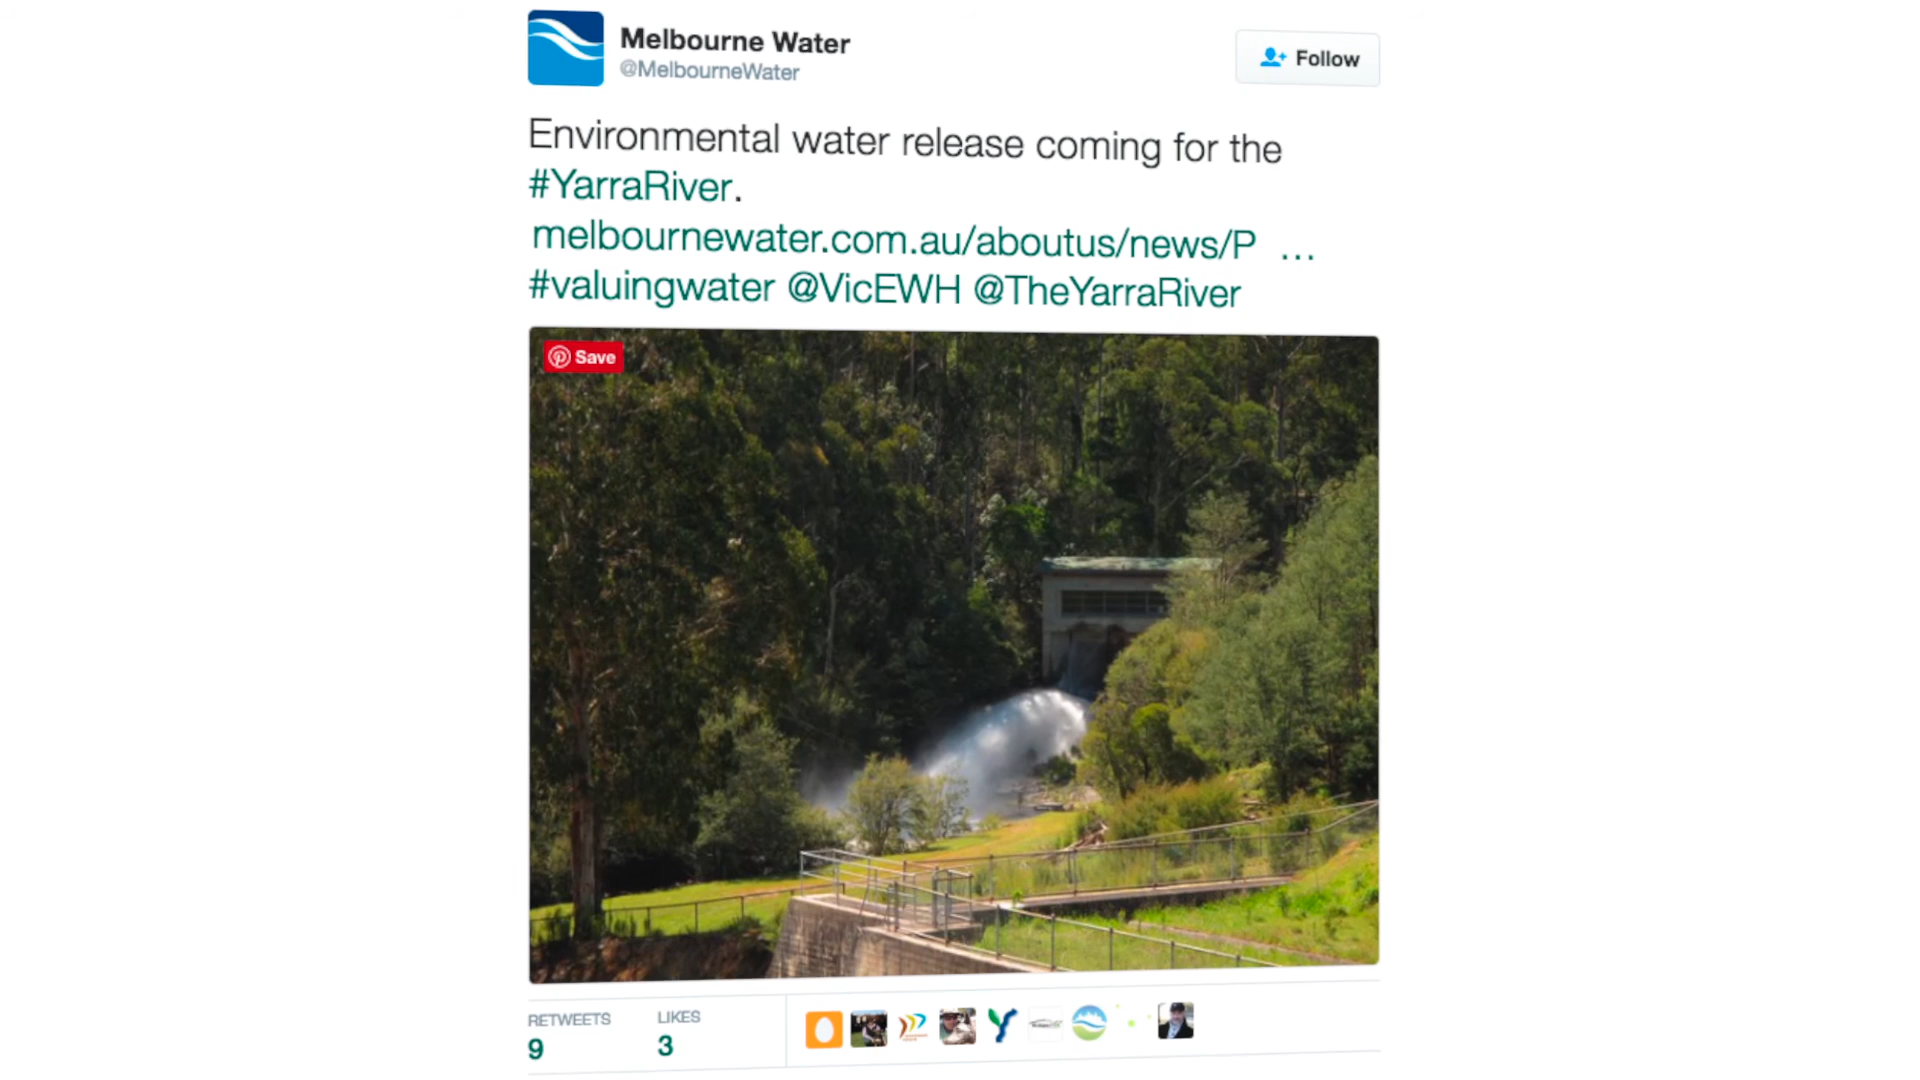 Melbourne Water
@MelbourneWater
Follow
Environmental water release coming for the
#YarraRiver.
melbournewater.com.au/aboutus/news/P ...
#valuingwater @VicEWH @TheYarraRiver
Save
RETWEETS
9
LIKES
3